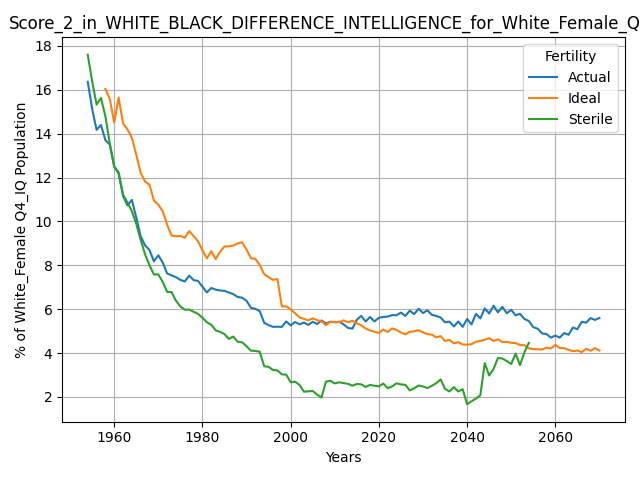 Score_2_in_WHITE_BLACK_DIFFERENCE_INTELLIGENCE_for_White_Female_Q
Fertility
Actual
Ideal
Sterile
% of White_Female Q4_IQ Population
18
16
14
12
10
8
6
4
2
1960
1980
2000
2020
2040
2060
Years